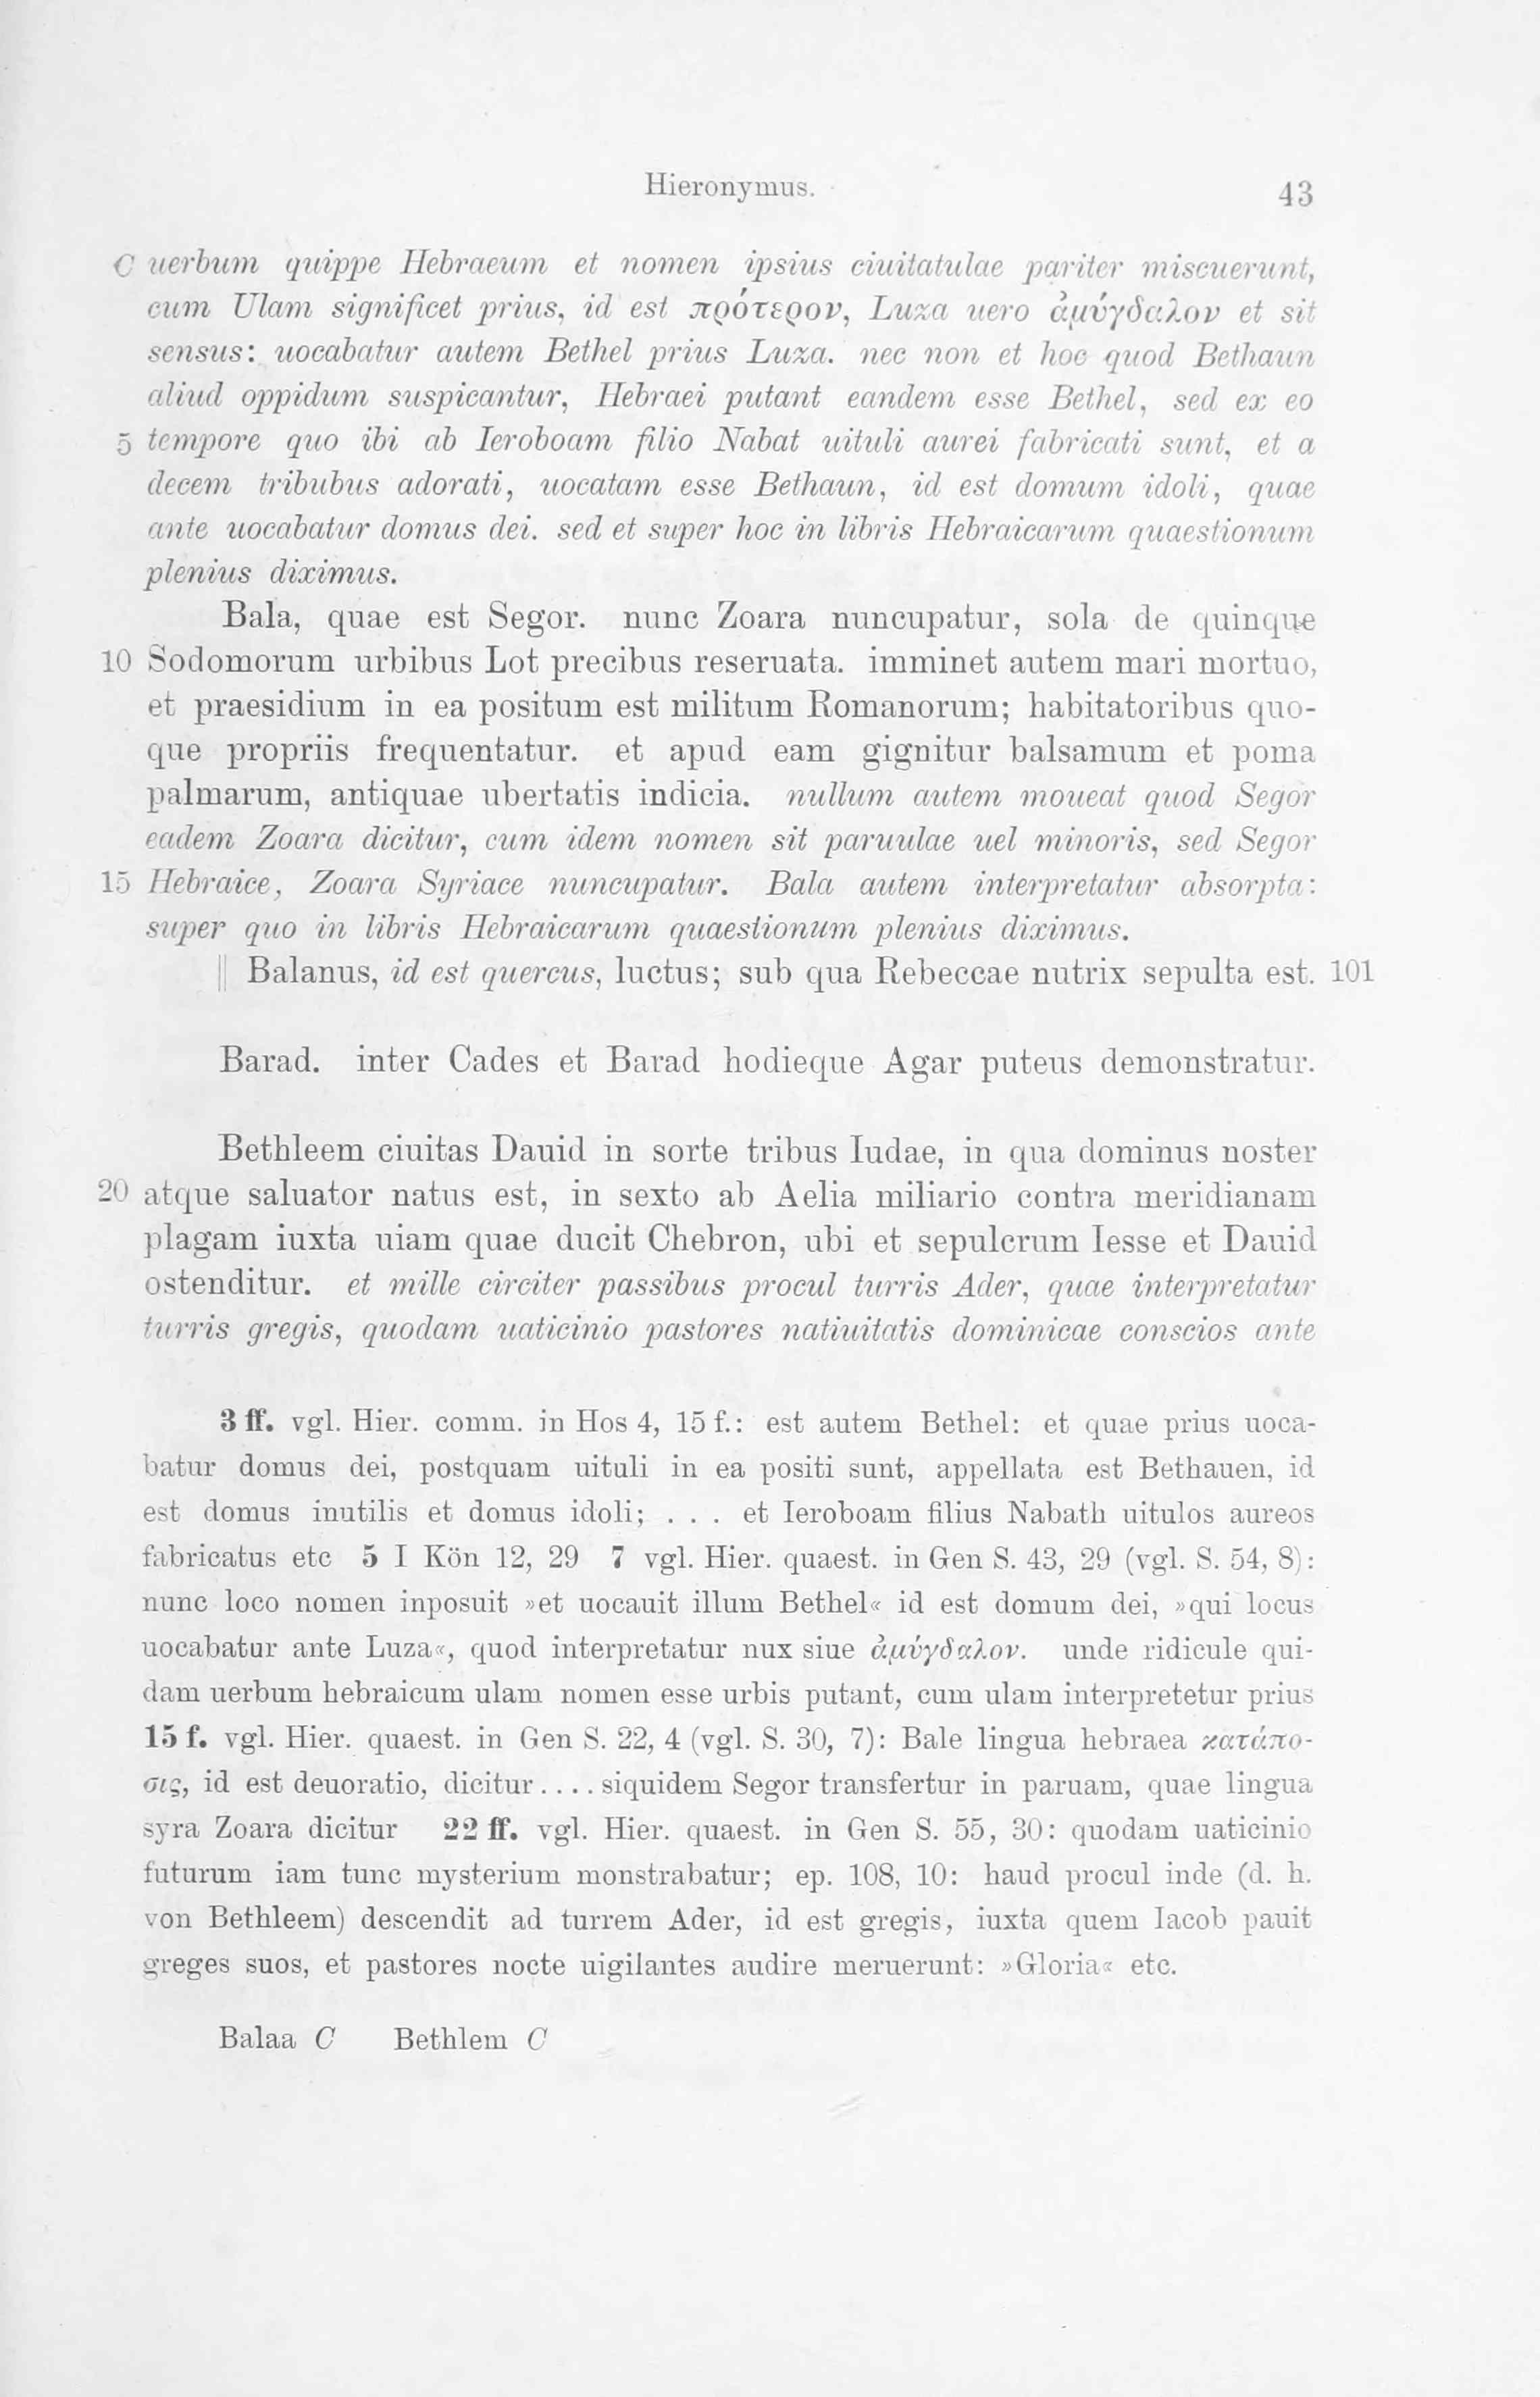 Hieronymus. 43
C uerbum quippe Hebraeum et nomen ipsius ciuitatulae pariter miscuerunt,
cum Ulam significet prius, id est πρότερον, Luza uero ἀμύγδαλον et sit
sensus: uocabatur autem Bethel prius Luza. nec non et hoc quod Bethaun
aliud oppidum suspicantur, Hebraei putant eandem esse Bethel, sed ex eo
5 tempore quo ibi ab Ieroboam filio Nabat uituli aurei fabricati sunt, et a
decem tribubus adorati, uocatam esse Bethaun, id est domum idoli, quae
ante uocabatur domus dei. sed et super hoc in libris Hebraicarum quaestionum
plenius diximus.
Bala, quae est Segor. nunc Zoara nuncupatur, sola de quinque
10 Sodomorum urbibus Lot precibus reseruata. imminet autem mari mortuo,
et praesidium in ea positum est militum Romanorum; habitatoribus quo-
que propriis frequentatur. et apud eam gignitur balsamum et poma
palmarum, antiquae ubertatis indicia. nullum autem moueat quod Segor
eadem Zoara dicitur, cum idem nomen sit paruulae uel minoris, sed Segor
15 Hebraice, Zoara Syriace nuncupatur. Bala autem interpretatur absorpta:
super quo in libris Hebraicarum quaestionum plenius diximus.
|| Balanus, id est quercus, luctus; sub qua Rebeccae nutrix sepulta est. 101
Barad. inter Cades et Barad hodieque Agar puteus demonstratur.
Bethleem ciuitas Dauid in sorte tribus Iudae, in qua dominus noster
20 atque saluator natus est, in sexto ab Aelia miliario contra meridianam
plagam iuxta uiam quae ducit Chebron, ubi et sepulcrum Iesse et Dauid
ostenditur. et mille circiter passibus procul turris Ader, quae interpretatur
turris gregis, quodam uaticinio pastores natiuitatis dominicae conscios ante
3 ff. vgl. Hier. comm. in Hos 4, 15 f.: est autem Bethel: et quae prius uoca-
batur domus dei, postquam uituli in ea positi sunt, appellata est Bethauen, id
est domus inutilis et domus idoli; . . . et Ieroboam filius Nabath uitulos aureos
fabricatus etc 5 I Kön 12, 29 7 vgl. Hier. quaest. in Gen S. 43, 29 (vgl. S. 54, 8):
nunc loco nomen inposuit »et uocauit illum Bethel« id est domum dei, »qui locus
uocabatur ante Luza«, quod interpretatur nux siue ἀμύγδαλον. unde ridicule qui-
dam uerbum hebraicum ulam nomen esse urbis putant, cum ulam interpretetur prius
15 f. vgl. Hier. quaest. in Gen S. 22, 4 (vgl. S. 30, 7): Bale lingua hebraea κατάπο-
σις, id est deuoratio, dicitur . . . . siquidem Segor transfertur in paruam, quae lingua
syra Zoara dicitur 22 ff. vgl. Hier. quaest. in Gen S. 55, 30: quodam uaticinio
futurum iam tunc mysterium monstrabatur; ep. 108, 10: haud procul inde (d. h.
von Bethleem) descendit ad turrem Ader, id est gregis, iuxta quem Iacob pauit
greges suos, et pastores nocte uigilantes audire meruerunt: »Gloria« etc.
Balaa C Bethlem C